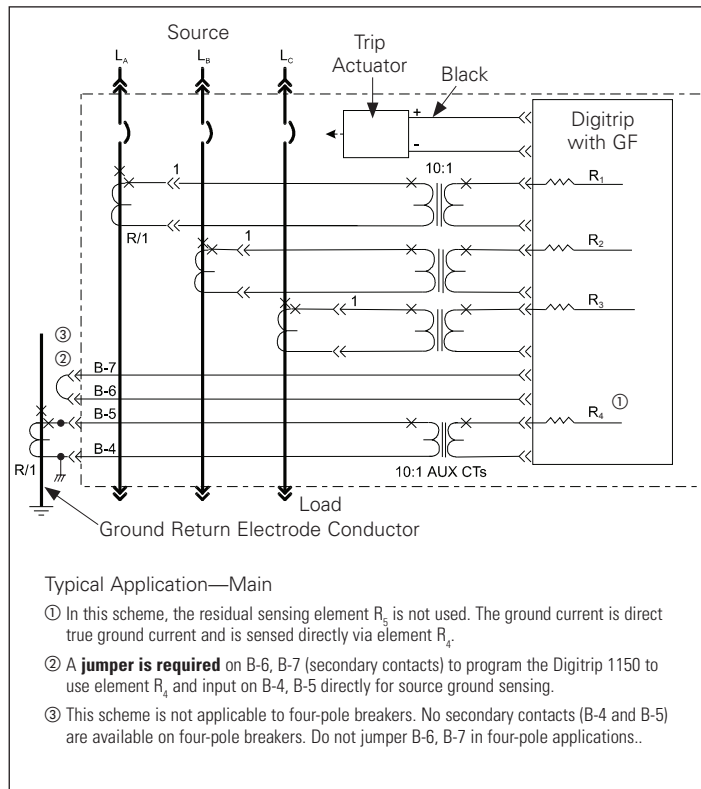 Source
L_A L_B L_C
Trip
Actuator
Black
+
-
Digitrip
with GF
1
10:1
R₁
R/1
1
R₂
1
R₃
③
②
B-7
B-6
B-5
R₄ ①
B-4
R/1
10:1 AUX CTs
Load
Ground Return Electrode Conductor
Typical Application—Main
① In this scheme, the residual sensing element R₅ is not used. The ground current is direct
true ground current and is sensed directly via element R₄.
② A jumper is required on B-6, B-7 (secondary contacts) to program the Digitrip 1150 to
use element R₄ and input on B-4, B-5 directly for source ground sensing.
③ This scheme is not applicable to four-pole breakers. No secondary contacts (B-4 and B-5)
are available on four-pole breakers. Do not jumper B-6, B-7 in four-pole applications..